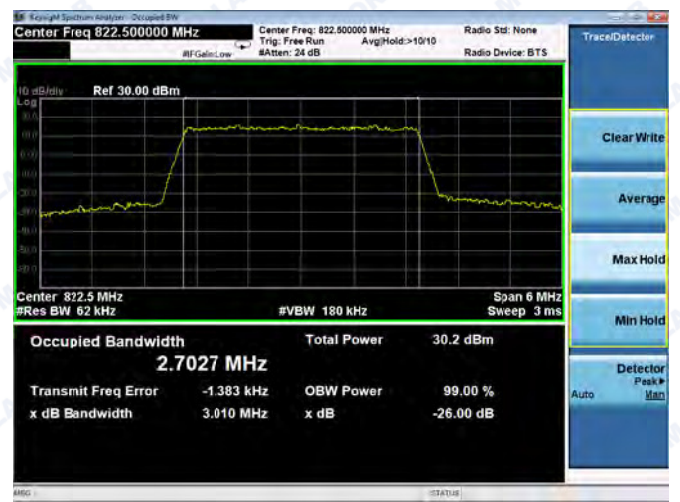 Keysight Spectrum Analyzer - Occupied BW
Center Freq 822.500000 MHz
Center Freq: 822.500000 MHz
Radio Std: None
Trig: Free Run
Avg|Hold:>10/10
#IFGain:Low
#Atten: 24 dB
Radio Device: BTS
Trace/Detector
10 dB/div
Ref 30.00 dBm
Log
Clear Write
Average
Max Hold
Min Hold
Center 822.5 MHz
Span 6 MHz
#Res BW 62 kHz
#VBW 180 kHz
Sweep 3 ms
Occupied Bandwidth
Total Power
30.2 dBm
2.7027 MHz
Transmit Freq Error
-1.383 kHz
OBW Power
99.00 %
x dB Bandwidth
3.010 MHz
x dB
-26.00 dB
Detector
Peak▶
Auto
Man
MSG
STATUS